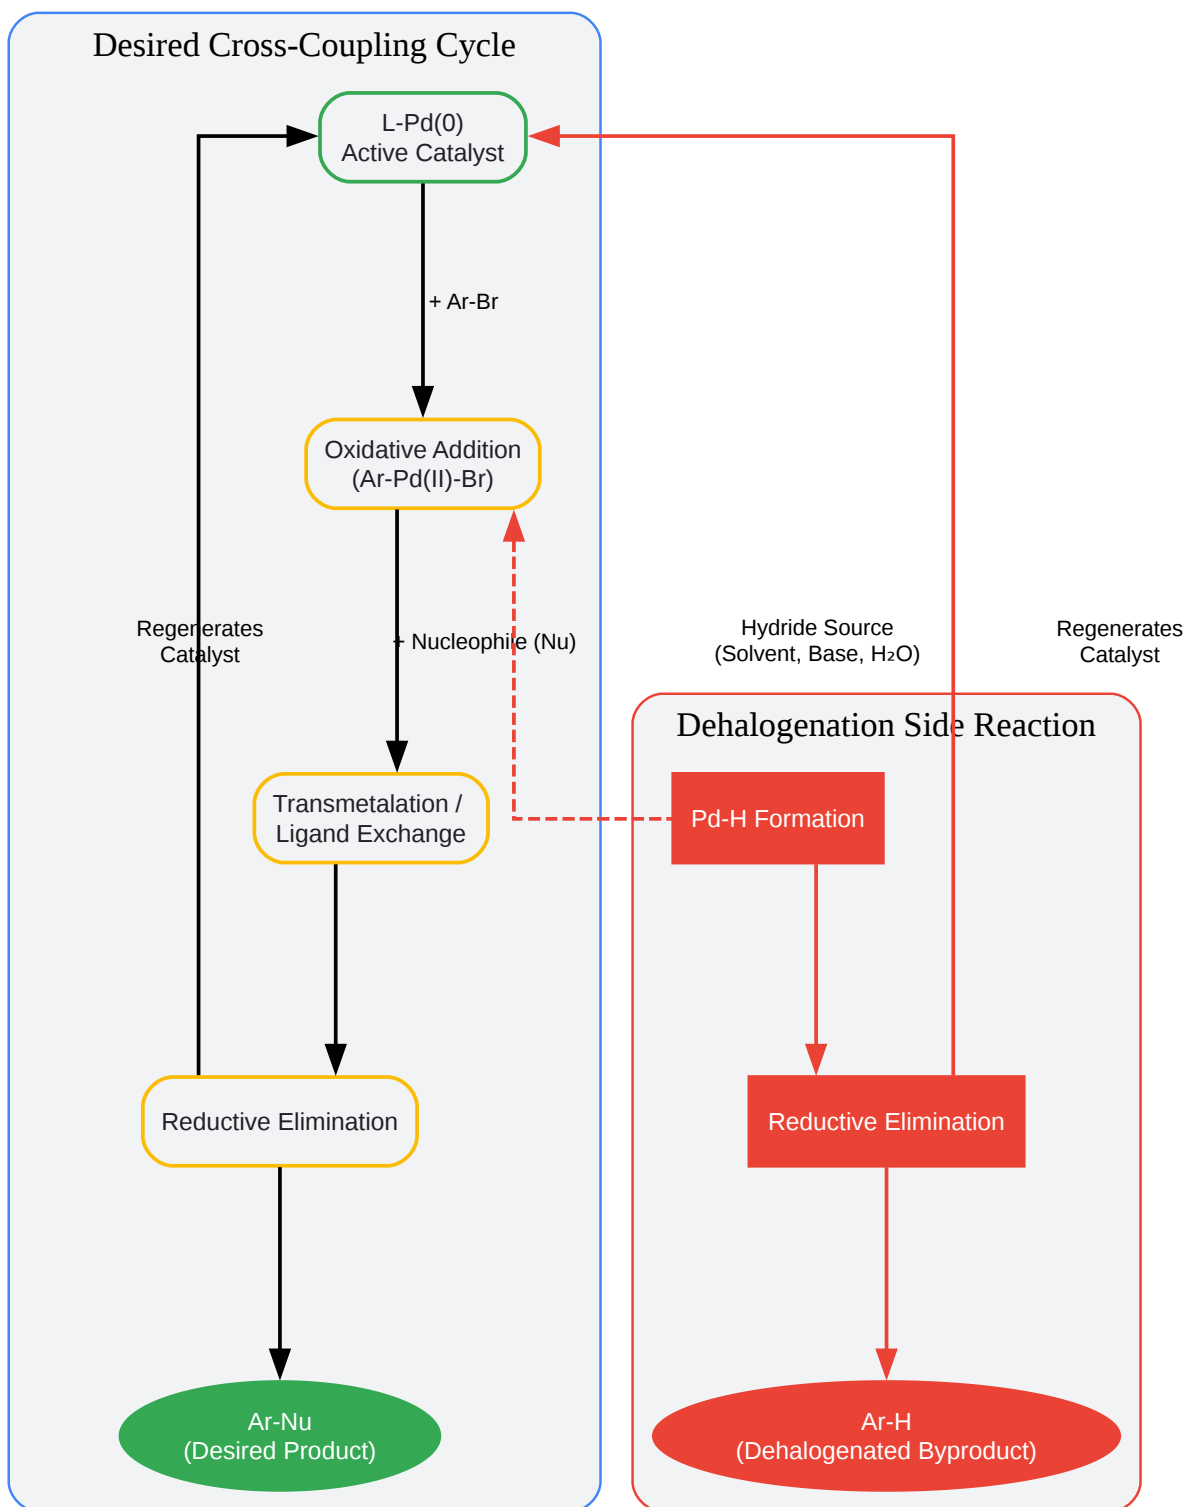 Desired Cross-Coupling Cycle
L-Pd(0)
Active Catalyst
+ Ar-Br
Oxidative Addition
(Ar-Pd(II)-Br)
Regenerates
Catalyst
+ Nucleophile (Nu)
Hydride Source
(Solvent, Base, H₂O)
Regenerates
Catalyst
Dehalogenation Side Reaction
Transmetalation /
Ligand Exchange
Pd-H Formation
Reductive Elimination
Reductive Elimination
Ar-Nu
(Desired Product)
Ar-H
(Dehalogenated Byproduct)